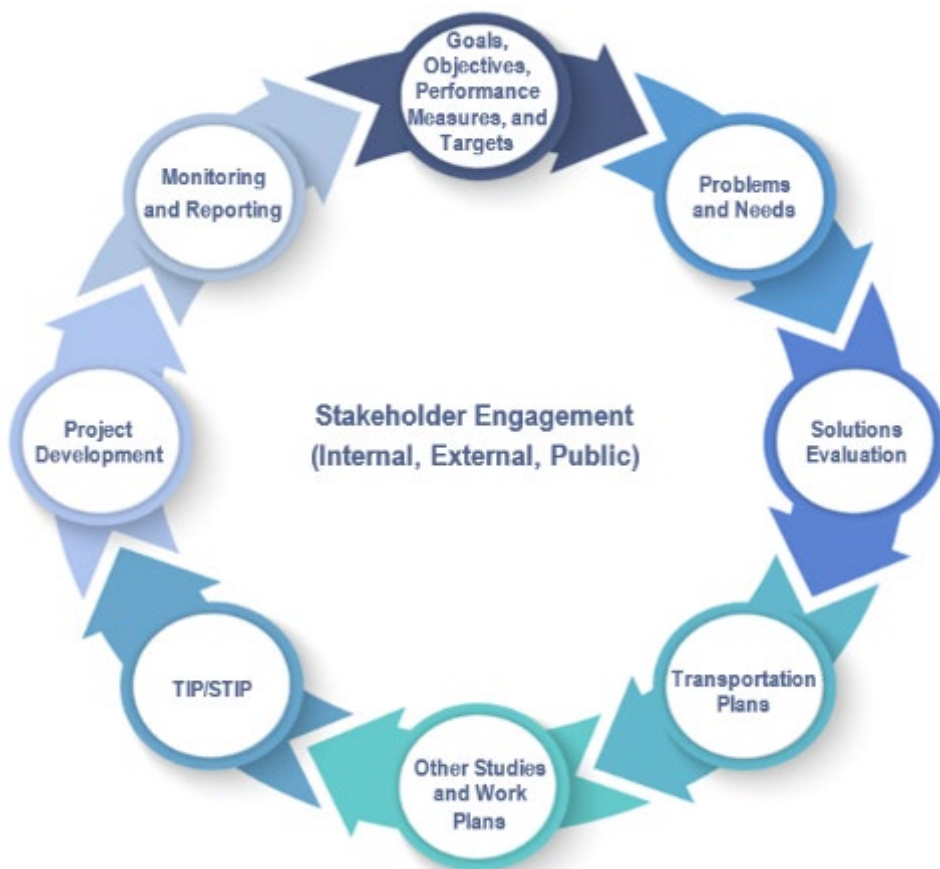 Goals,
Objectives,
Performance
Measures, and
Targets
Problems
and Needs
Solutions
Evaluation
Transportation
Plans
Other Studies
and Work
Plans
TIP/STIP
Project
Development
Monitoring
and Reporting
Stakeholder Engagement
(Internal, External, Public)